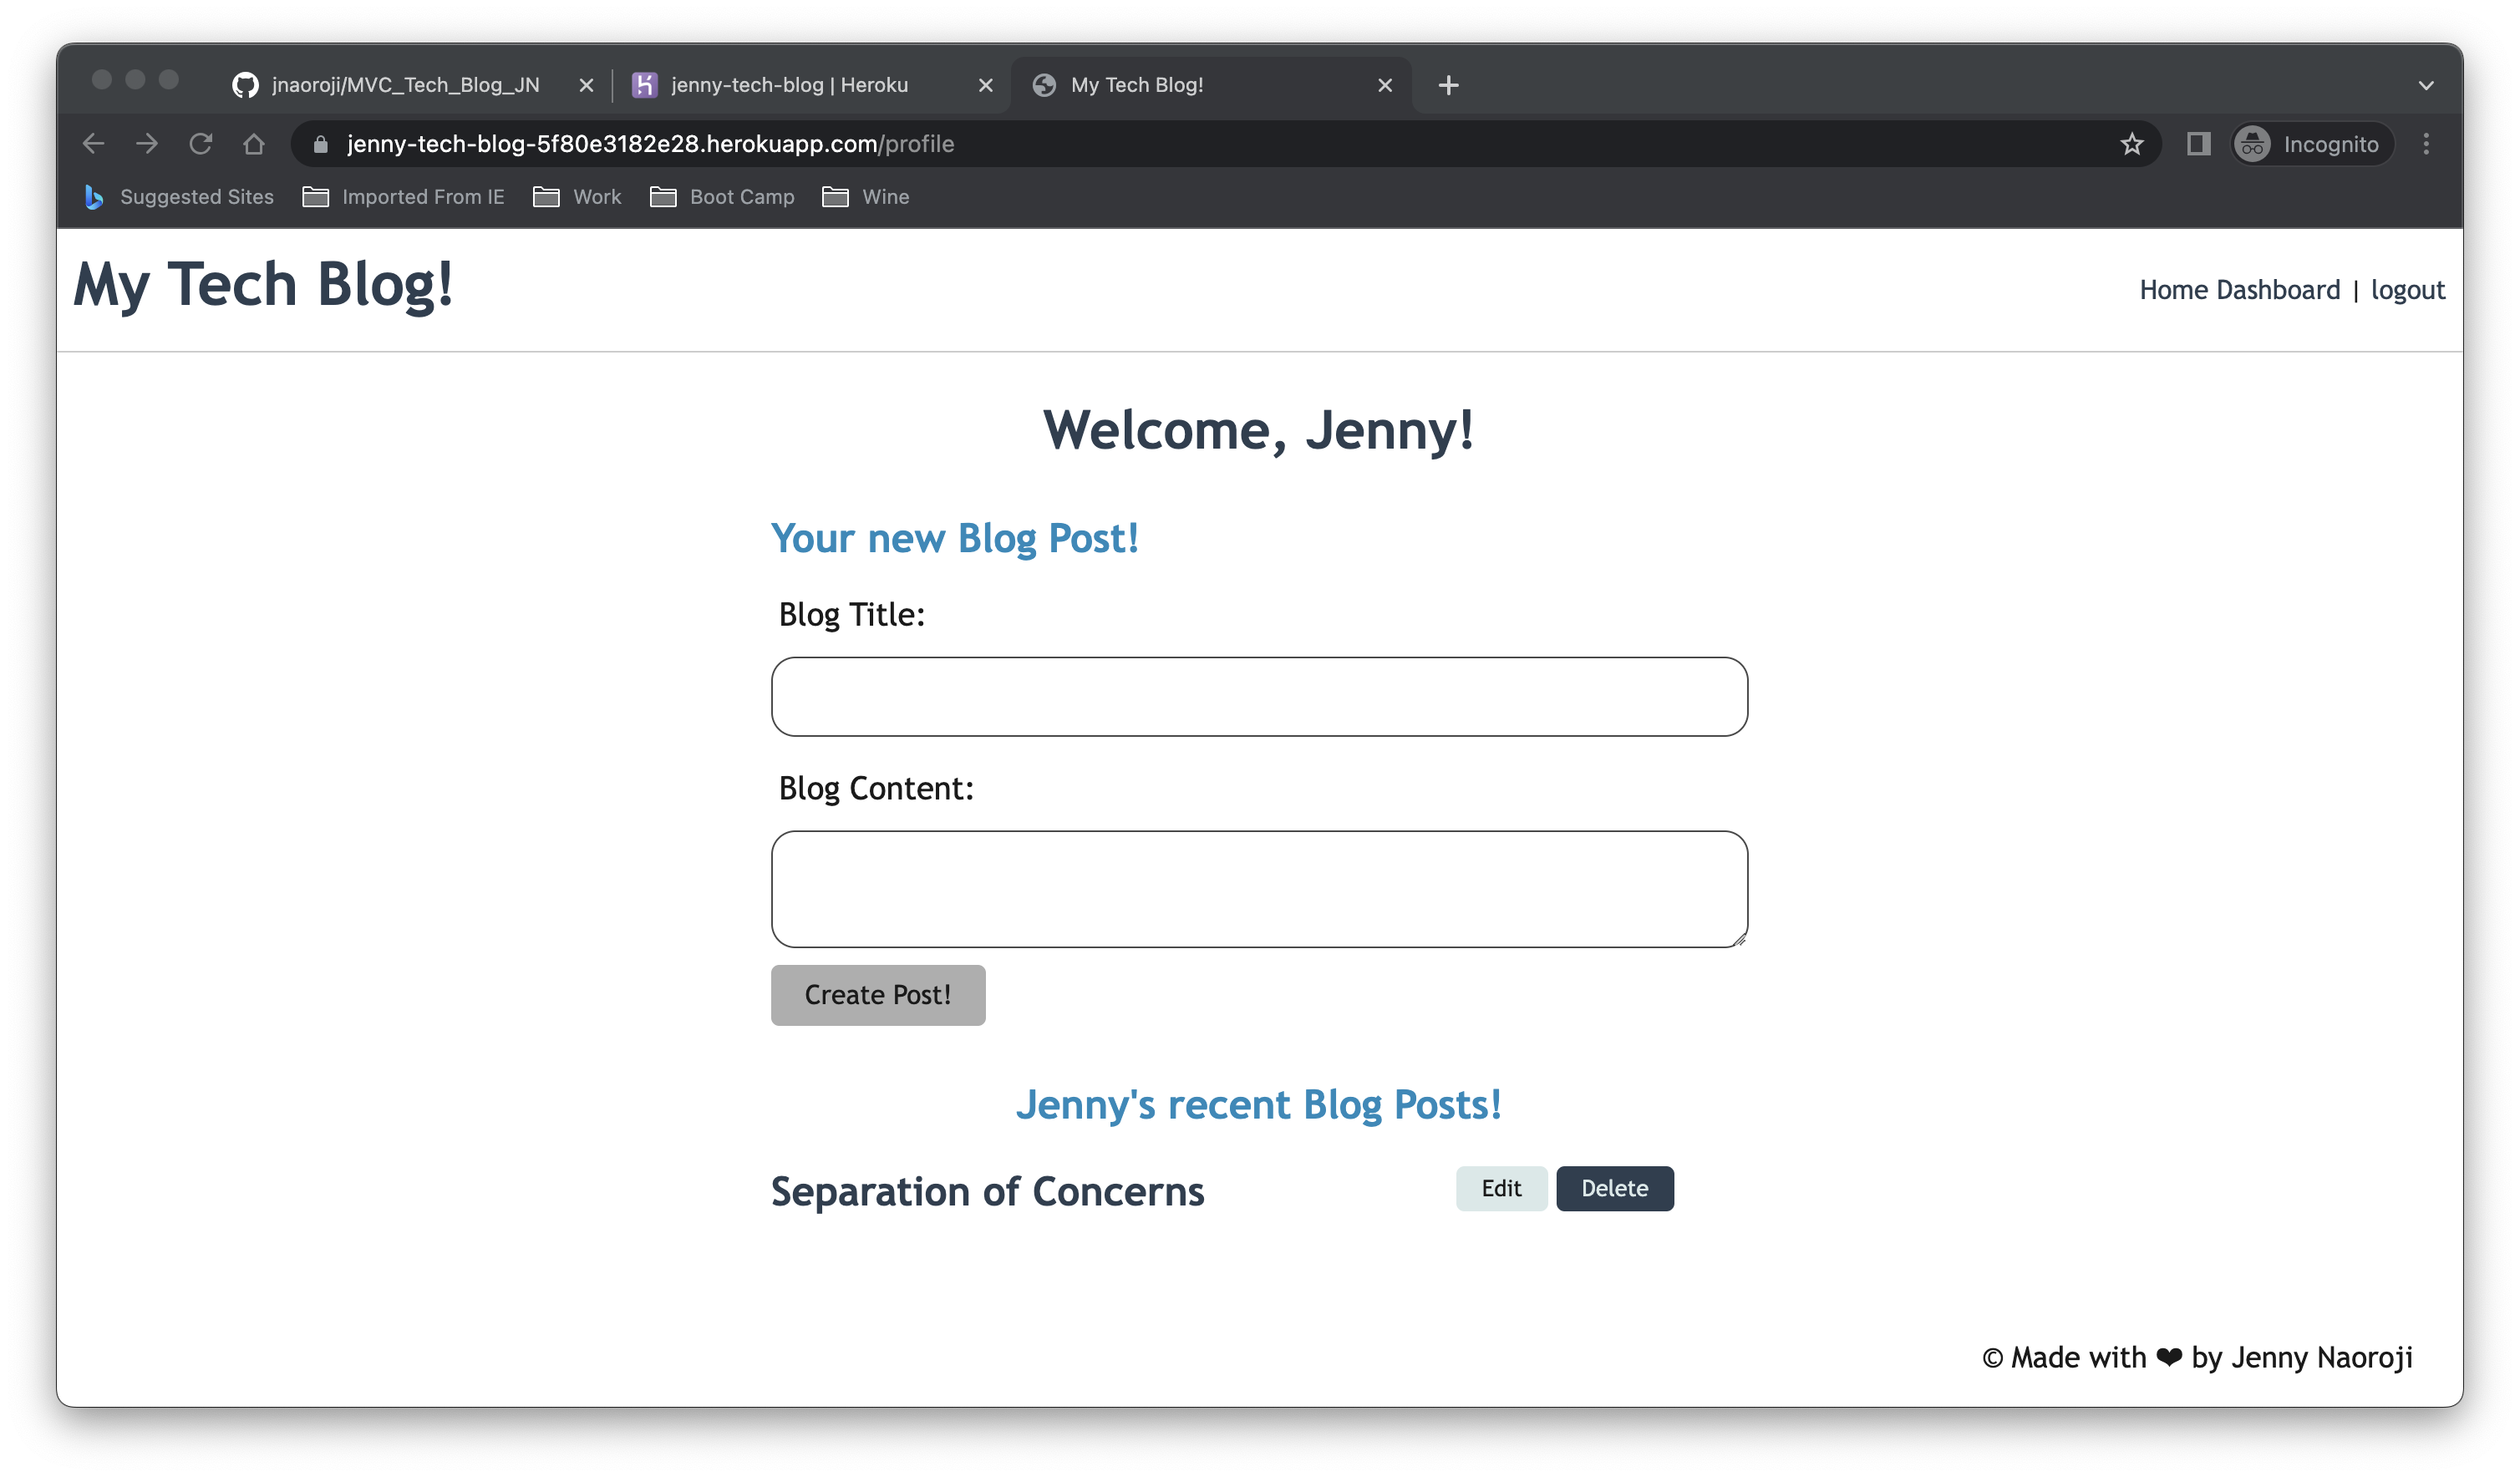 jnaoroji/MVC_Tech_Blog_JN
jenny-tech-blog | Heroku
My Tech Blog!
jenny-tech-blog-5f80e3182e28.herokuapp.com/profile
Incognito
Suggested Sites Imported From IE Work Boot Camp Wine
My Tech Blog!
Home Dashboard | logout
Welcome, Jenny!
Your new Blog Post!
Blog Title:
Blog Content:
Create Post!
Jenny's recent Blog Posts!
Separation of Concerns
Edit Delete
© Made with ❤ by Jenny Naoroji